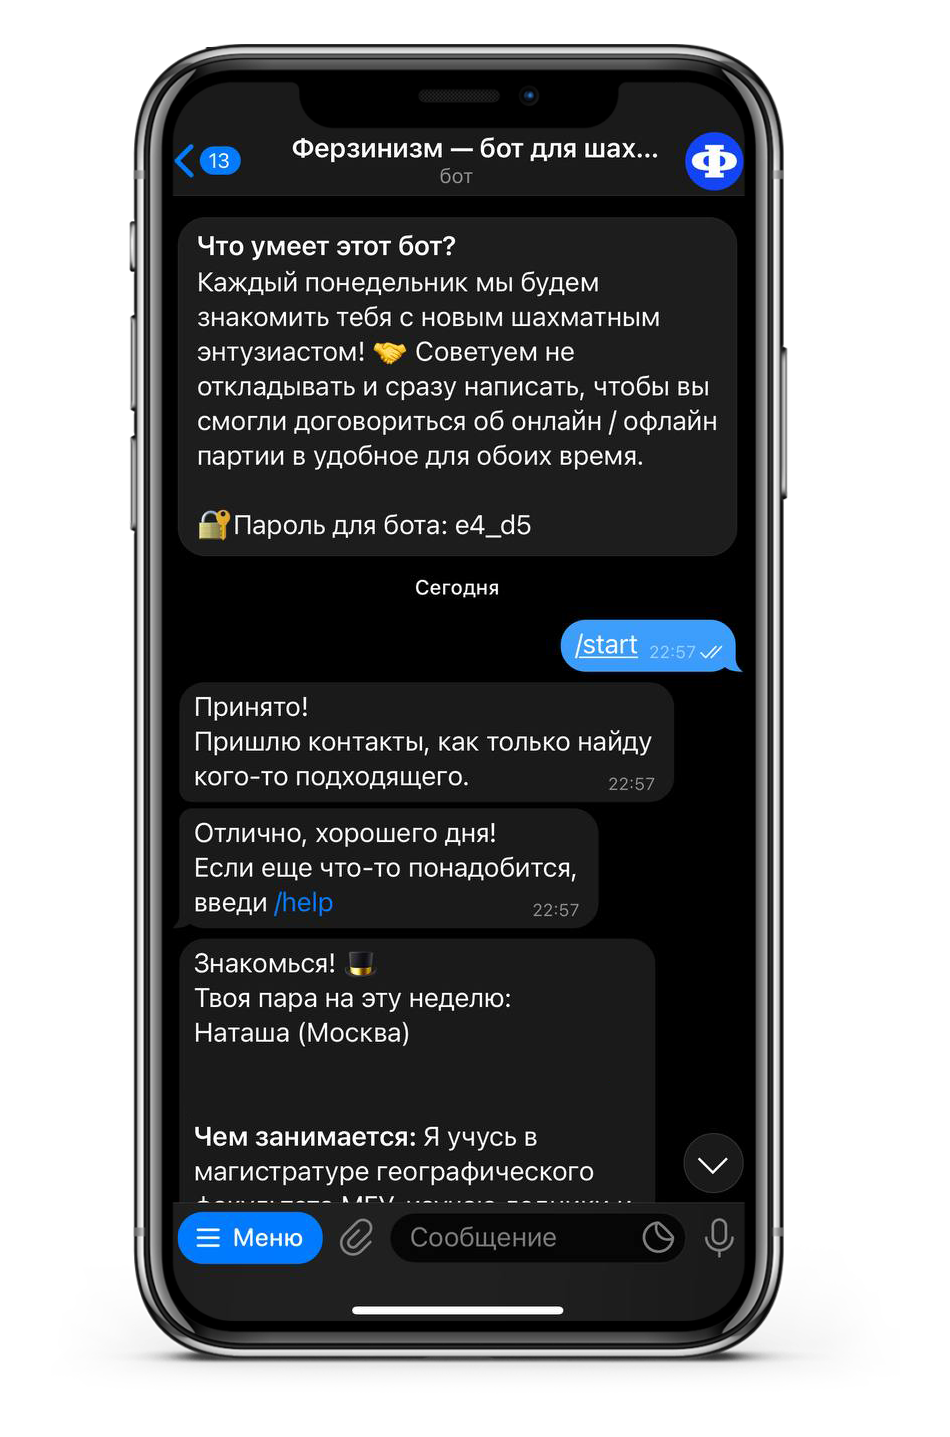 13
Ферзинизм — бот для шах...
бот
Ф
Что умеет этот бот?
Каждый понедельник мы будем
знакомить тебя с новым шахматным
энтузиастом! 🤝 Советуем не
откладывать и сразу написать, чтобы вы
смогли договориться об онлайн / офлайн
партии в удобное для обоих время.
🔐Пароль для бота: e4_d5
Сегодня
/start 22:57
Принято!
Пришлю контакты, как только найду
кого-то подходящего. 22:57
Отлично, хорошего дня!
Если еще что-то понадобится,
введи /help 22:57
Знакомься! 🎩
Твоя пара на эту неделю:
Наташа (Москва)
Чем занимается: Я учусь в
магистратуре географического
факультета МГУ, изучаю ледники и
Меню
Сообщение